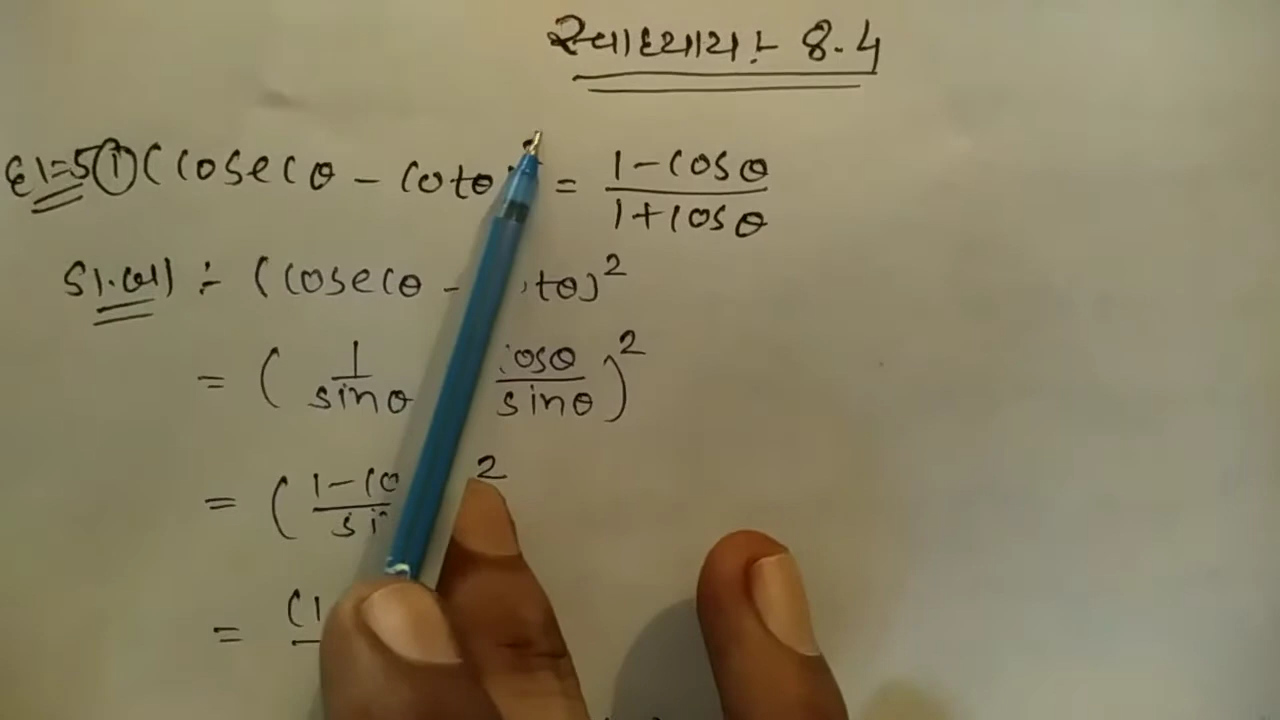 સ્વાધ્યાય :- 8.4
દા=5 ① (cosecθ - cotθ = 1-cosθ / 1+cosθ
ડા.બા :- (cosecθ - otθ)²
= ( 1/sinθ cosθ/sinθ )²
= ( 1-co / si ²
= (1